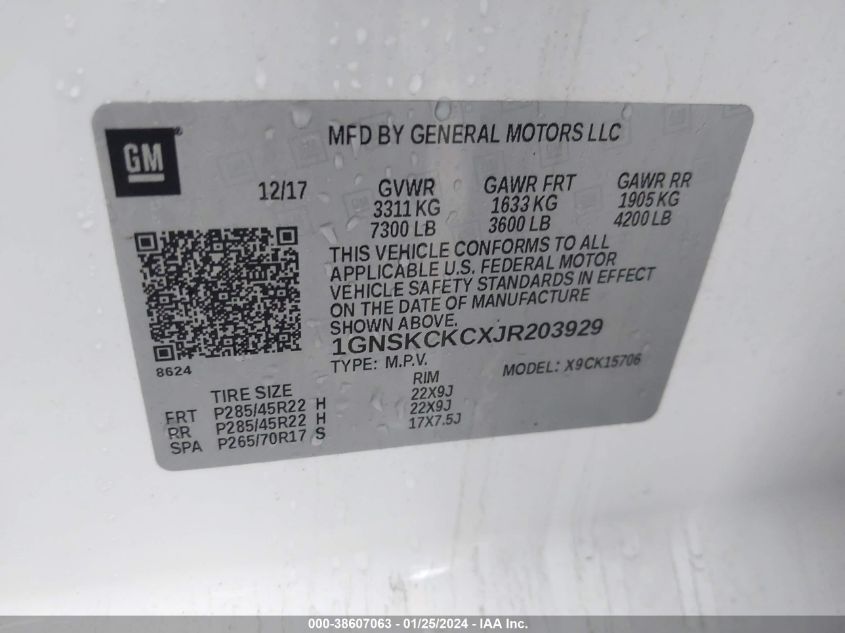 GM
MFD BY GENERAL MOTORS LLC
12/17 GVWR GAWR FRT GAWR RR
3311 KG 1633 KG 1905 KG
7300 LB 3600 LB 4200 LB
THIS VEHICLE CONFORMS TO ALL
APPLICABLE U.S. FEDERAL MOTOR
VEHICLE SAFETY STANDARDS IN EFFECT
ON THE DATE OF MANUFACTURE
SHOWN ABOVE.
1GNSKCKCXJR203929
8624
TYPE: M.P.V. MODEL: X9CK15706
TIRE SIZE RIM
FRT P285/45R22 H 22X9J
RR P285/45R22 H 22X9J
SPA P265/70R17 S 17X7.5J
000-38607063 - 01/25/2024 - IAA Inc.